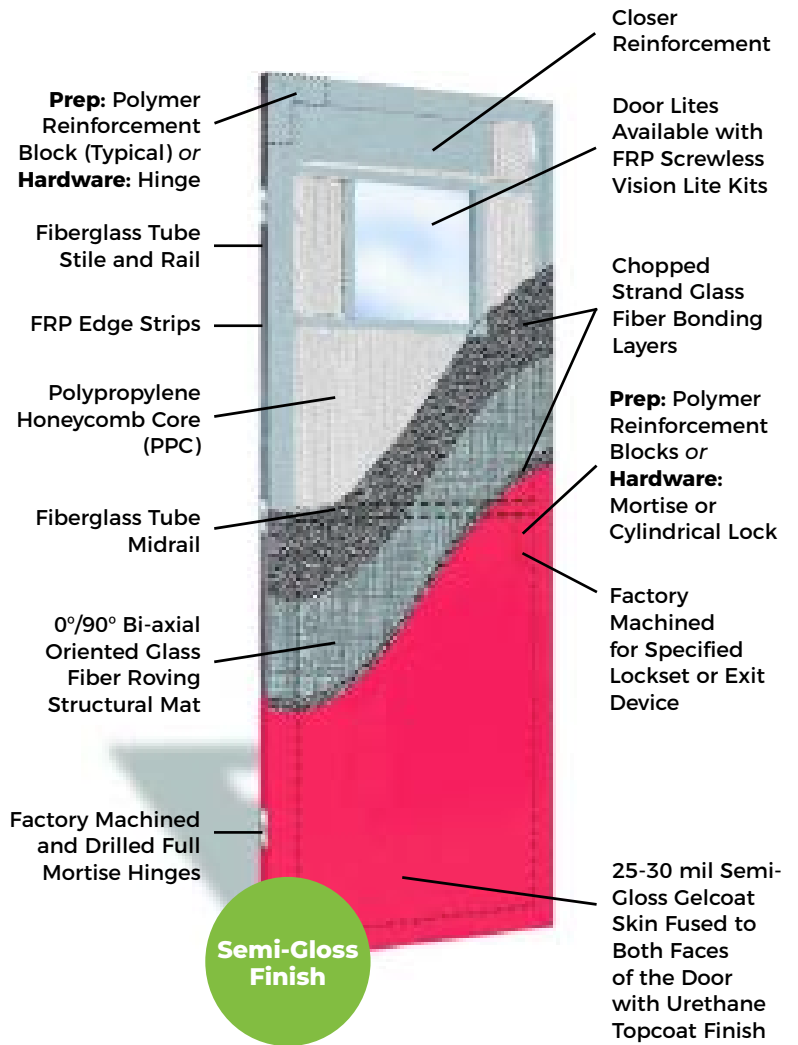 Prep: Polymer
Reinforcement
Block (Typical) or
Hardware: Hinge
Fiberglass Tube
Stile and Rail
FRP Edge Strips
Polypropylene
Honeycomb Core
(PPC)
Fiberglass Tube
Midrail
0°/90° Bi-axial
Oriented Glass
Fiber Roving
Structural Mat
Factory Machined
and Drilled Full
Mortise Hinges
Semi-Gloss
Finish
Closer
Reinforcement
Door Lites
Available with
FRP Screwless
Vision Lite Kits
Chopped
Strand Glass
Fiber Bonding
Layers
Prep: Polymer
Reinforcement
Blocks or
Hardware:
Mortise or
Cylindrical Lock
Factory
Machined
for Specified
Lockset or Exit
Device
25-30 mil Semi-
Gloss Gelcoat
Skin Fused to
Both Faces
of the Door
with Urethane
Topcoat Finish